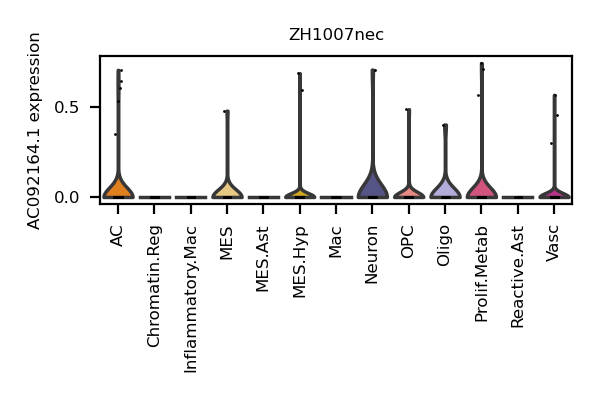 ZH1007nec
AC092164.1 expression
0.5
0.0
AC
Chromatin.Reg
Inflammatory.Mac
MES
MES.Ast
MES.Hyp
Mac
Neuron
OPC
Oligo
Prolif.Metab
Reactive.Ast
Vasc